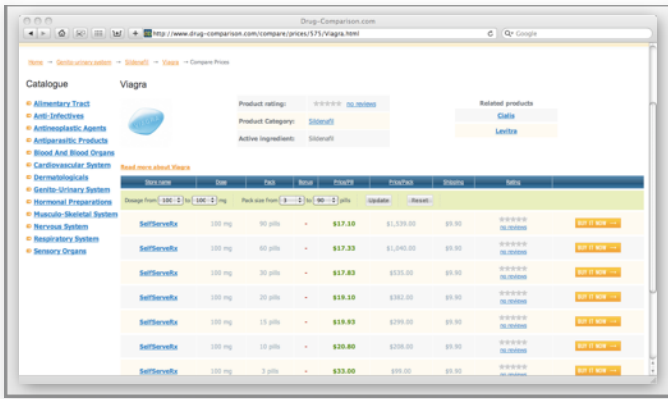 Drug-Comparison.com
http://www.drug-comparison.com/compare/prices/575/Viagra.html
Google
Home → Genito-urinary system → Sildenafil → Viagra → Compare Prices
Catalogue
Viagra
Alimentary Tract
Anti-Infectives
Antineoplastic Agents
Antiparasitic Products
Blood And Blood Organs
Cardiovascular System
Dermatologicals
Genito-Urinary System
Hormonal Preparations
Musculo-Skeletal System
Nervous System
Respiratory System
Sensory Organs
Product rating: no reviews
Product Category: Sildenafil
Active ingredient: Sildenafil
Related products
Cialis
Levitra
Read more about Viagra
Store name Dose Pack Bonus Price/Pill Price/Pack Shipping Rating
Dosage from 100 to 100 mg Pack size from 3 to 90 pills Update Reset
SelfServeRx 100 mg 90 pills - $17.10 $1,539.00 $9.90 no reviews BUY IT NOW
SelfServeRx 100 mg 60 pills - $17.33 $1,040.00 $9.90 no reviews BUY IT NOW
SelfServeRx 100 mg 30 pills - $17.83 $535.00 $9.90 no reviews BUY IT NOW
SelfServeRx 100 mg 20 pills - $19.10 $382.00 $9.90 no reviews BUY IT NOW
SelfServeRx 100 mg 15 pills - $19.93 $299.00 $9.90 no reviews BUY IT NOW
SelfServeRx 100 mg 10 pills - $20.80 $208.00 $9.90 no reviews BUY IT NOW
SelfServeRx 100 mg 3 pills - $33.00 $99.00 $9.90 no reviews BUY IT NOW